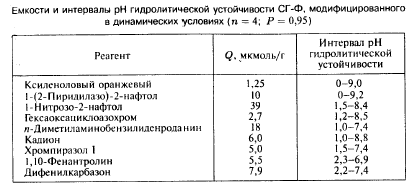 Емкости и интервалы pH гидролитической устойчивости СГ-Ф, модифицированного
в динамических условиях (n = 4; P = 0,95)
Реагент Q, мкмоль/г Интервал pH гидролитической устойчивости
Ксиленоловый оранжевый 1,25 0–9,0
1-(2-Пиридилазо)-2-нафтол 10 0–9,2
1-Нитрозо-2-нафтол 39 1,5–8,4
Гексаоксациклоазохром 2,7 1,2–8,5
n-Диметиламинобензилиденроданин 18 1,0–7,4
Кадион 6,0 1,0–8,8
Хромпиразол 1 5,0 1,5–7,4
1,10-Фенантролин 5,5 2,3–6,9
Дифенилкарбазон 7,9 2,2–7,4